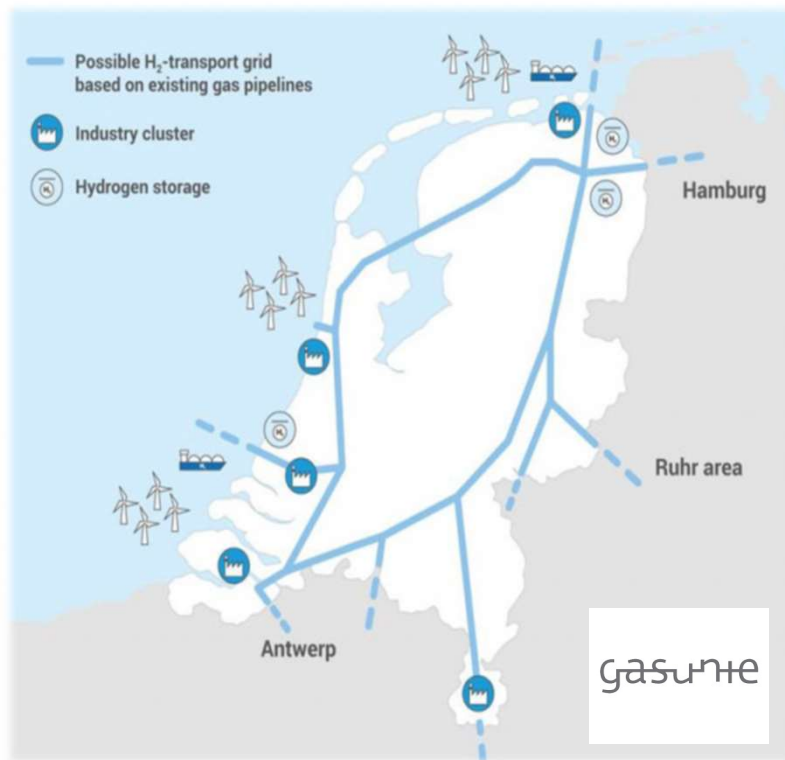 Possible H₂-transport grid
based on existing gas pipelines
Industry cluster
Hydrogen storage
Hamburg
Ruhr area
Antwerp
gasunie